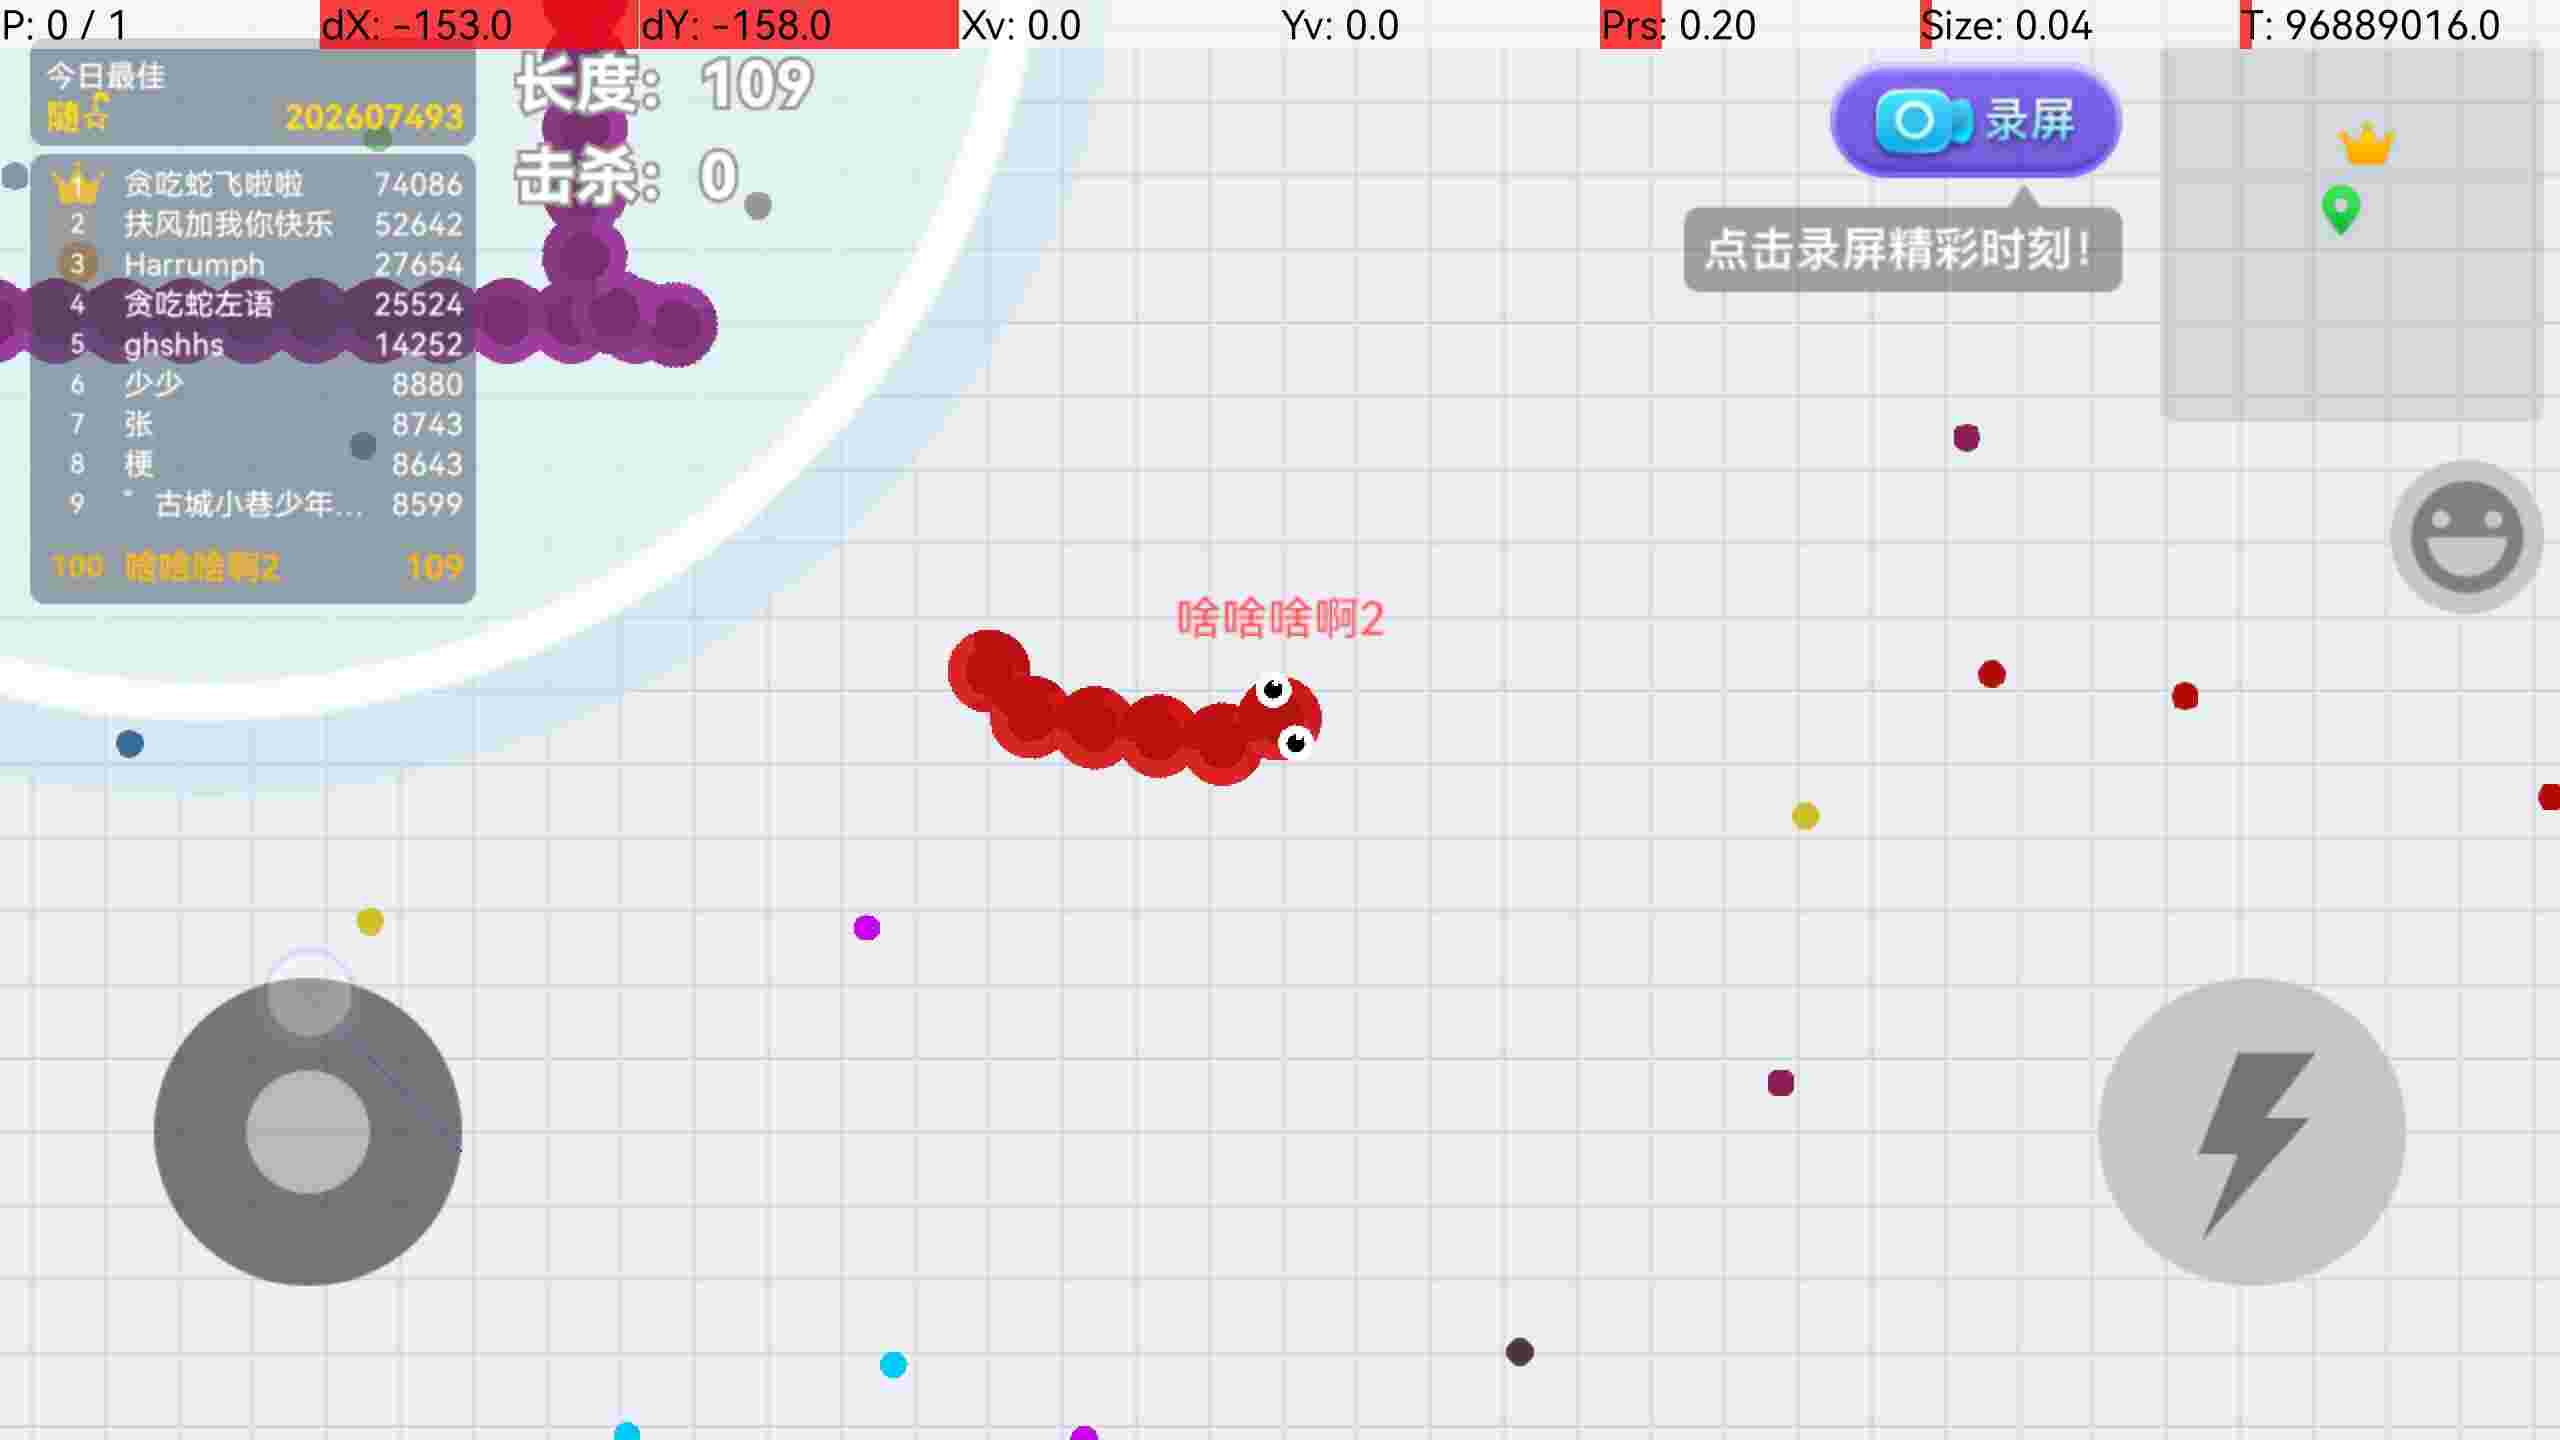 P: 0 / 1 dX: -153.0 dY: -158.0 Xv: 0.0 Yv: 0.0 Prs: 0.20 Size: 0.04 T: 96889016.0
今日最佳
随☆ 202607493
1 贪吃蛇飞啦啦 74086
2 扶风加我你快乐 52642
3 Harrumph 27654
4 贪吃蛇左语 25524
5 ghshhs 14252
6 少少 8880
7 张 8743
8 梗 8643
9 ゛古城小巷少年... 8599
100 啥啥啥啊2 109
长度: 109
击杀: 0
录屏
点击录屏精彩时刻!
啥啥啥啊2